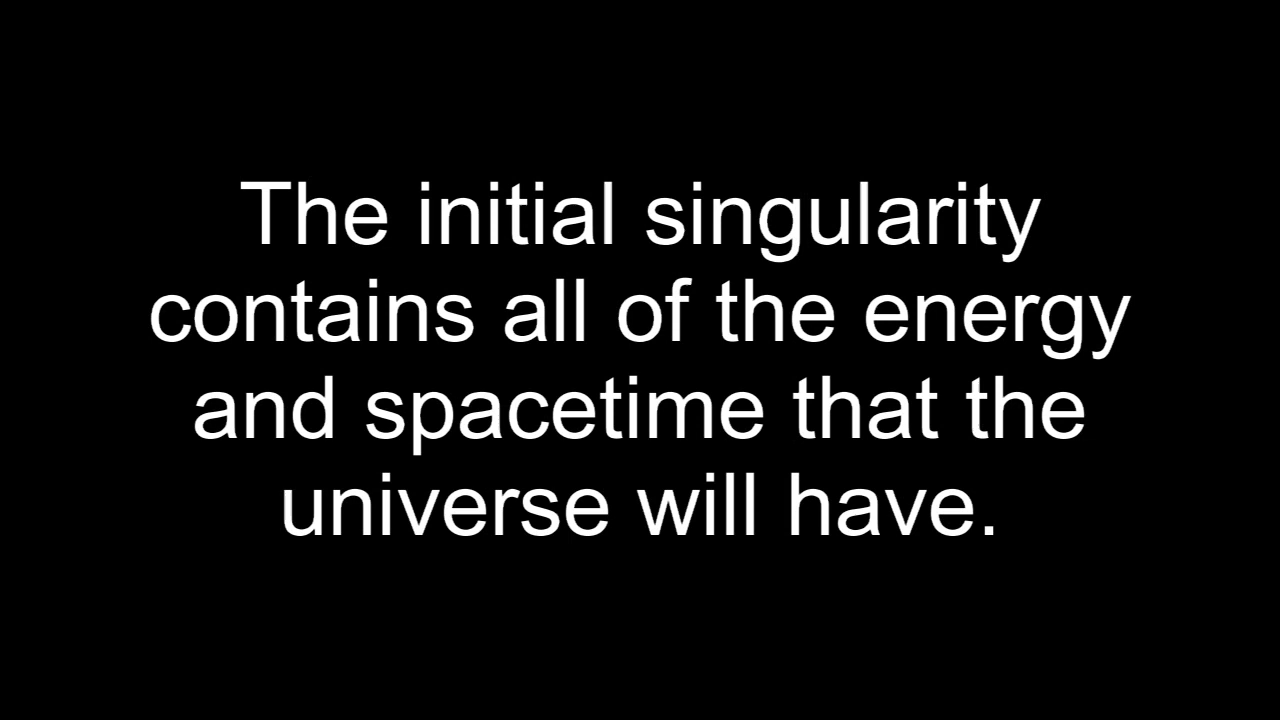 The initial singularity
contains all of the energy
and spacetime that the
universe will have.